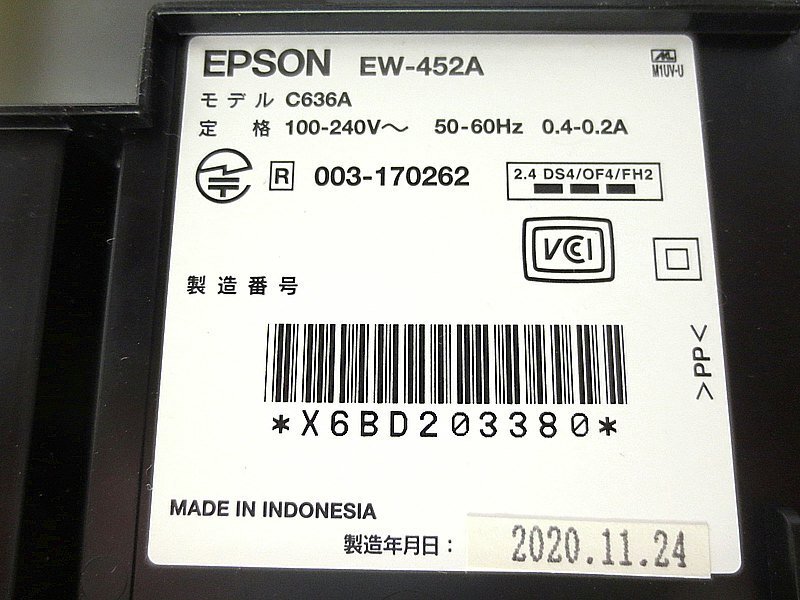 EPSON EW-452A
M1UV-U
モデル C636A
定 格 100-240V～ 50-60Hz 0.4-0.2A
R 003-170262
2.4 DS4/OF4/FH2
VCI
製造番号
>PP<
*X6BD203380*
MADE IN INDONESIA
製造年月日：2020.11.24